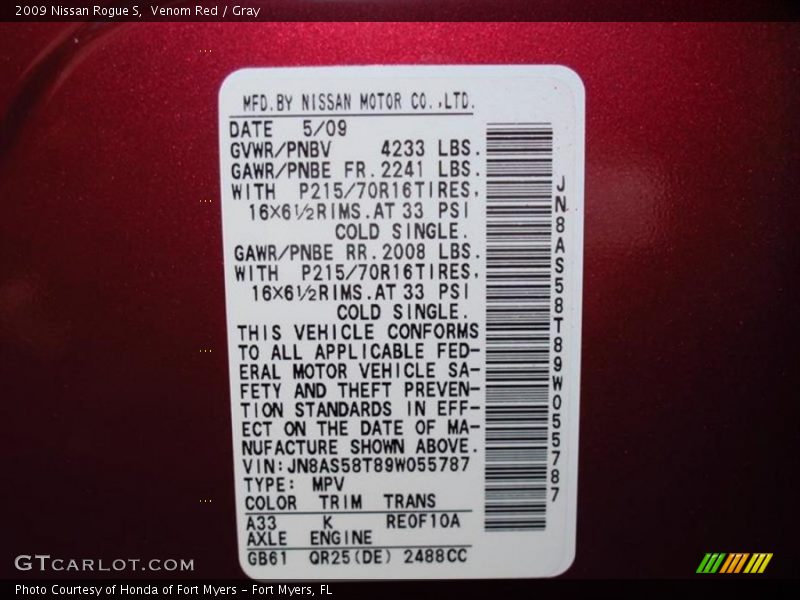 2009 Nissan Rogue S,  Venom Red / Gray
MFD.BY NISSAN MOTOR CO.,LTD.
DATE 5/09
GVWR/PNBV 4233 LBS.
GAWR/PNBE FR.2241 LBS.
WITH P215/70R16TIRES,
16X6½RIMS.AT 33 PSI
COLD SINGLE.
GAWR/PNBE RR.2008 LBS.
WITH P215/70R16TIRES,
16X6½RIMS.AT 33 PSI
COLD SINGLE.
THIS VEHICLE CONFORMS
TO ALL APPLICABLE FED-
ERAL MOTOR VEHICLE SA-
FETY AND THEFT PREVEN-
TION STANDARDS IN EFF-
ECT ON THE DATE OF MA-
NUFACTURE SHOWN ABOVE.
VIN:JN8AS58T89W055787
TYPE: MPV
COLOR TRIM TRANS
A33 K RE0F10A
AXLE ENGINE
GB61 QR25(DE) 2488CC
JN8AS58T89W055787
GTCARLOT.COM
Photo Courtesy of Honda of Fort Myers - Fort Myers, FL